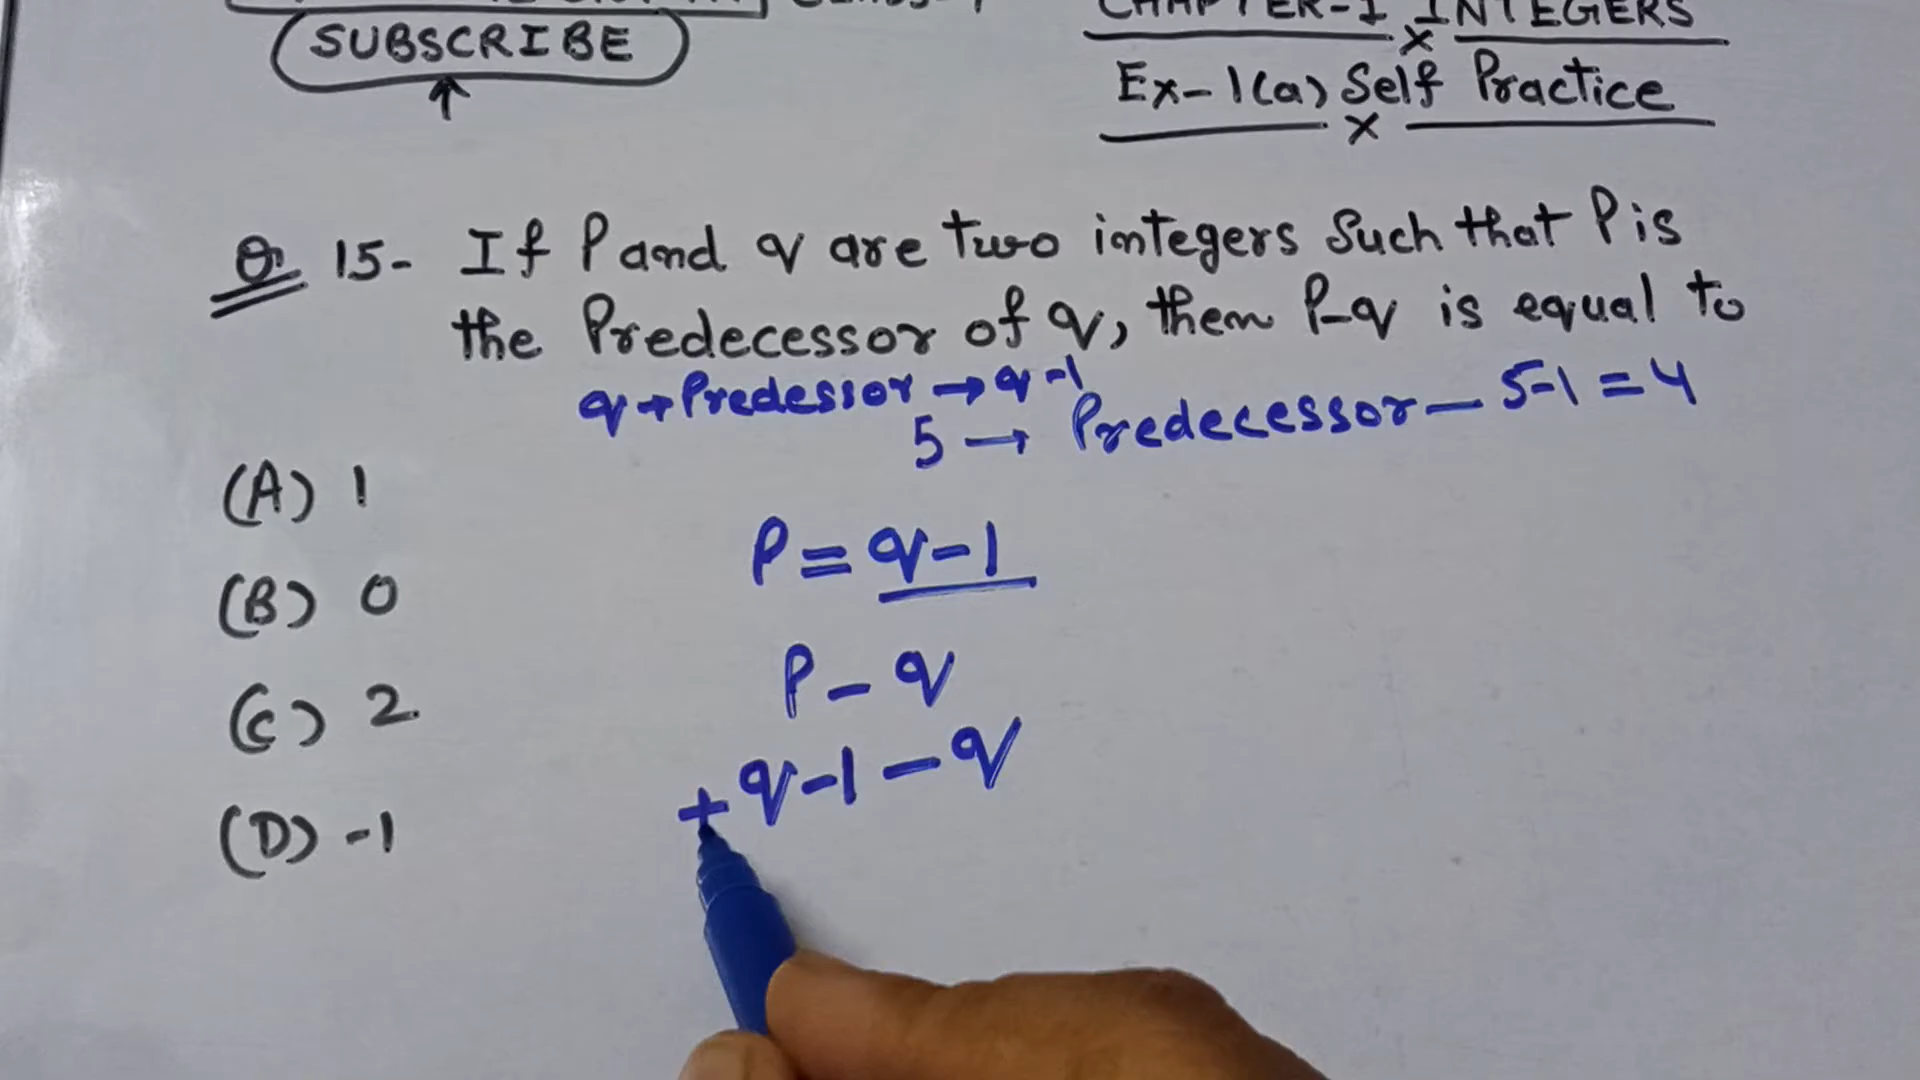 SUBSCRIBE
CHAPTER-1 INTEGERS
Ex-1(a) Self Practice
Q. 15- If P and q are two integers Such that P is
the Predecessor of q, then P-q is equal to
q → Predessor → q-1
5 → Predecessor — 5-1 = 4
(A) 1
(B) 0
(C) 2.
(D) -1
P = q-1
P - q
+q-1-q